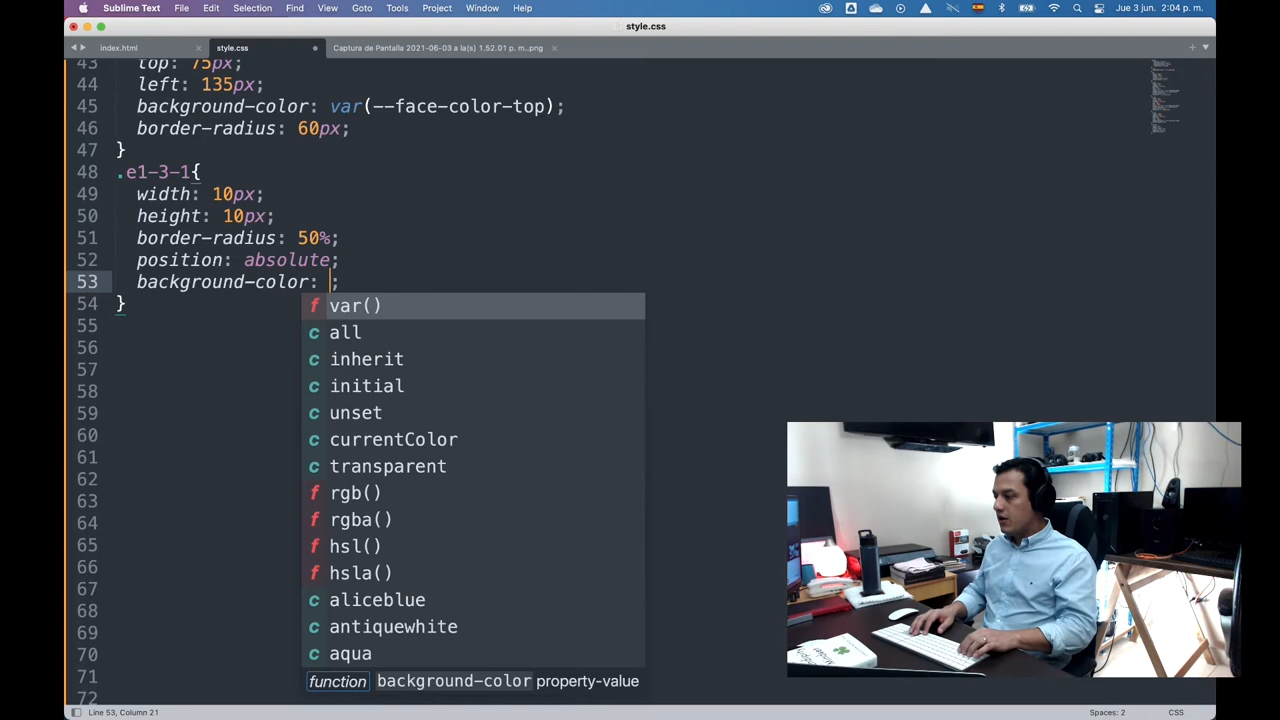 Sublime Text File Edit Selection Find View Goto Tools Project Window Help Jue 3 jun. 2:04 p. m.
style.css
index.html style.css Captura de Pantalla 2021-06-03 a la(s) 1.52.01 p. m..png
43 top: 75px;
44 left: 135px;
45 background-color: var(--face-color-top);
46 border-radius: 60px;
47 }
48 .e1-3-1{
49 width: 10px;
50 height: 10px;
51 border-radius: 50%;
52 position: absolute;
53 background-color: ;
54 }
55
56
57
58
59
60
61
62
63
64
65
66
67
68
69
70
71
72
f var()
c all
c inherit
c initial
c unset
c currentColor
c transparent
f rgb()
f rgba()
f hsl()
f hsla()
c aliceblue
c antiquewhite
c aqua
function background-color property-value
Line 53, Column 21 Spaces: 2 CSS